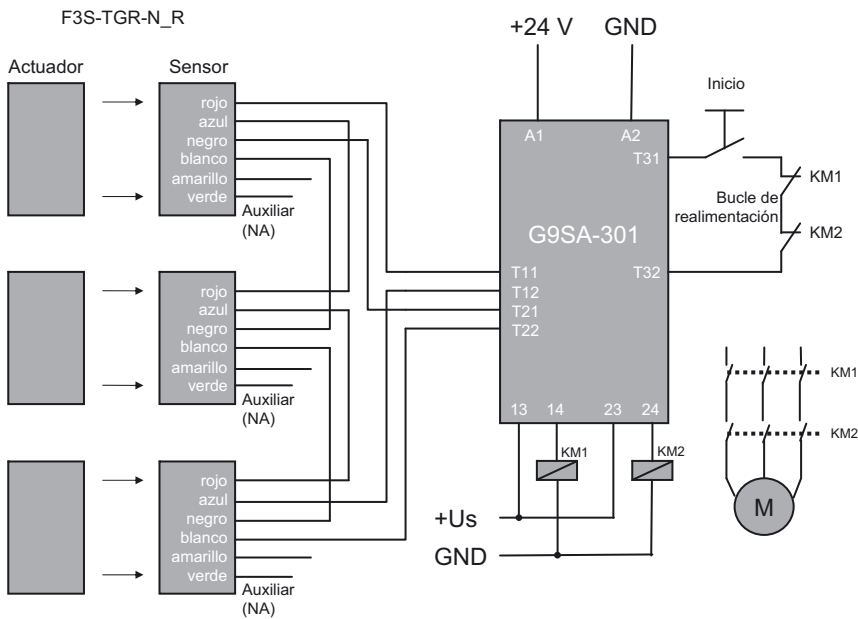 F3S-TGR-N_R
Actuador
Sensor
rojo
azul
negro
blanco
amarillo
verde
Auxiliar
(NA)
rojo
azul
negro
blanco
amarillo
verde
Auxiliar
(NA)
rojo
azul
negro
blanco
amarillo
verde
Auxiliar
(NA)
+24 V
GND
A1
A2
T31
G9SA-301
T11
T12
T21
T22
T32
13
14
23
24
KM1
KM2
+Us
GND
Inicio
KM1
Bucle de
realimentación
KM2
KM1
KM2
M